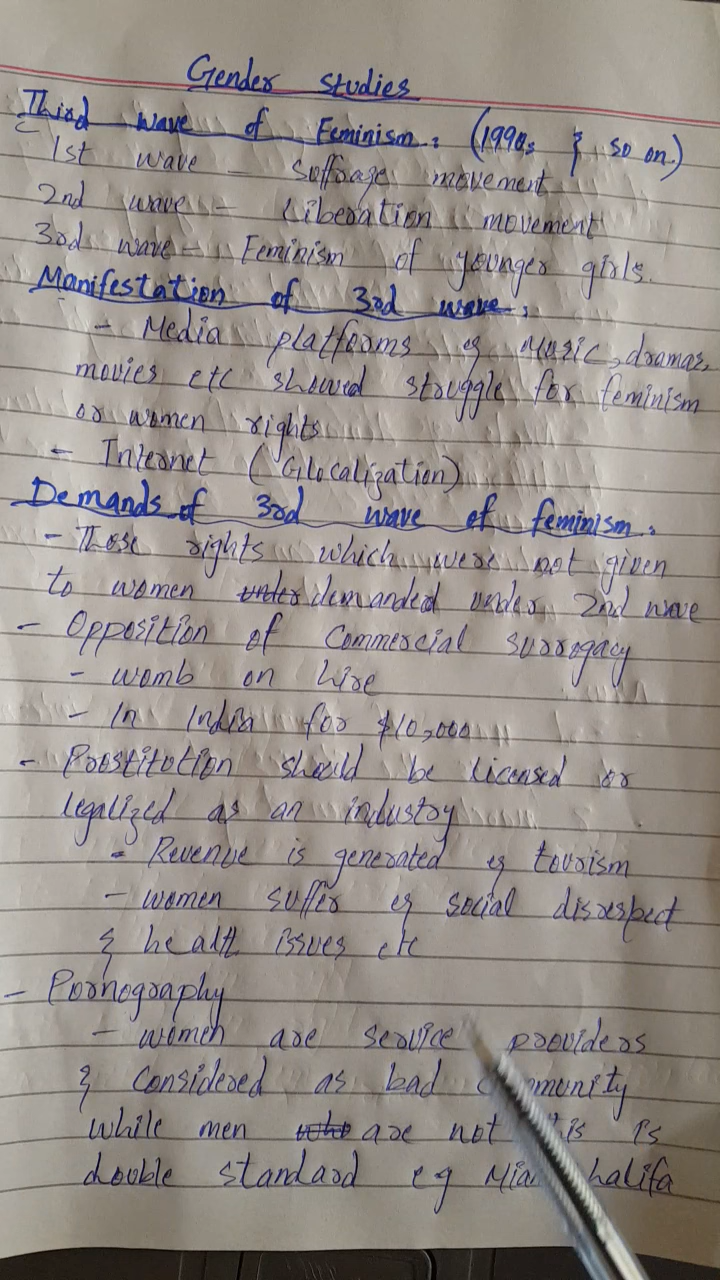 Gender studies
Third wave of Feminism: (1990s & so on)
1st wave - suffrage movement
2nd wave - Liberation movement
3rd wave - Feminism of younger girls.
Manifestation of 3rd wave:
- Media platforms eg Music, dramas,
movies etc showed struggle for feminism
or women rights
- Internet (Glocalization)
Demands of 3rd wave of feminism:
- Those rights which were not given
to women under demanded under 2nd wave
- Opposition of Commercial surrogacy
- womb on hire
- In India for $10,000
- Prostitution should be licensed or
legalized as an industry
- Revenue is generated eg tourism
- women suffer eg social disrespect
& healt issues etc
- Pornography
- women are service providers
& considered as bad
while men who are not is
double standard eg